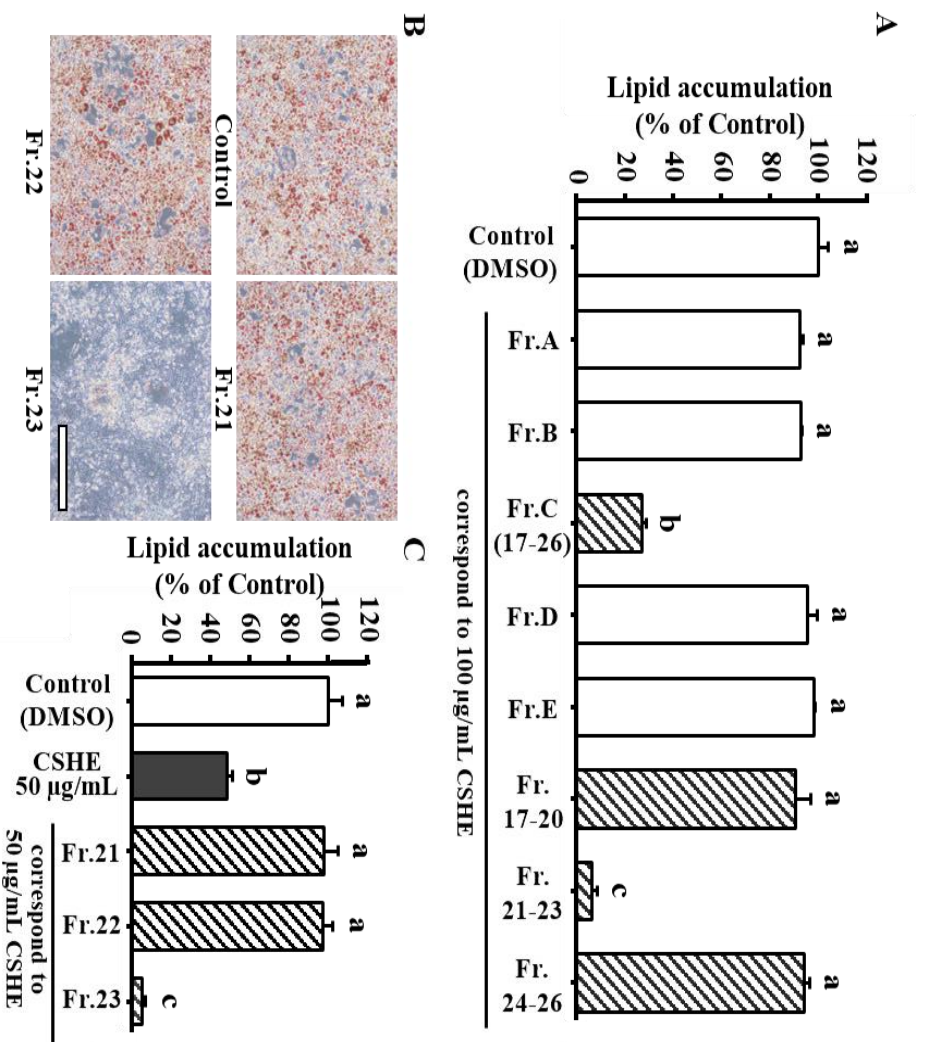 A
Lipid accumulation
(% of Control)
120
100
80
60
40
20
0
a
a
a
b
a
a
a
c
a
Control
(DMSO)
Fr.A
Fr.B
Fr.C
(17-26)
Fr.D
Fr.E
Fr.
17-20
Fr.
21-23
Fr.
24-26
correspond to 100 μg/mL CSHE
B
Control
Fr.21
Fr.22
Fr.23
C
Lipid accumulation
(% of Control)
120
100
80
60
40
20
0
a
b
a
a
c
Control
(DMSO)
CSHE
50 μg/mL
Fr.21
Fr.22
Fr.23
correspond to
50 μg/mL CSHE